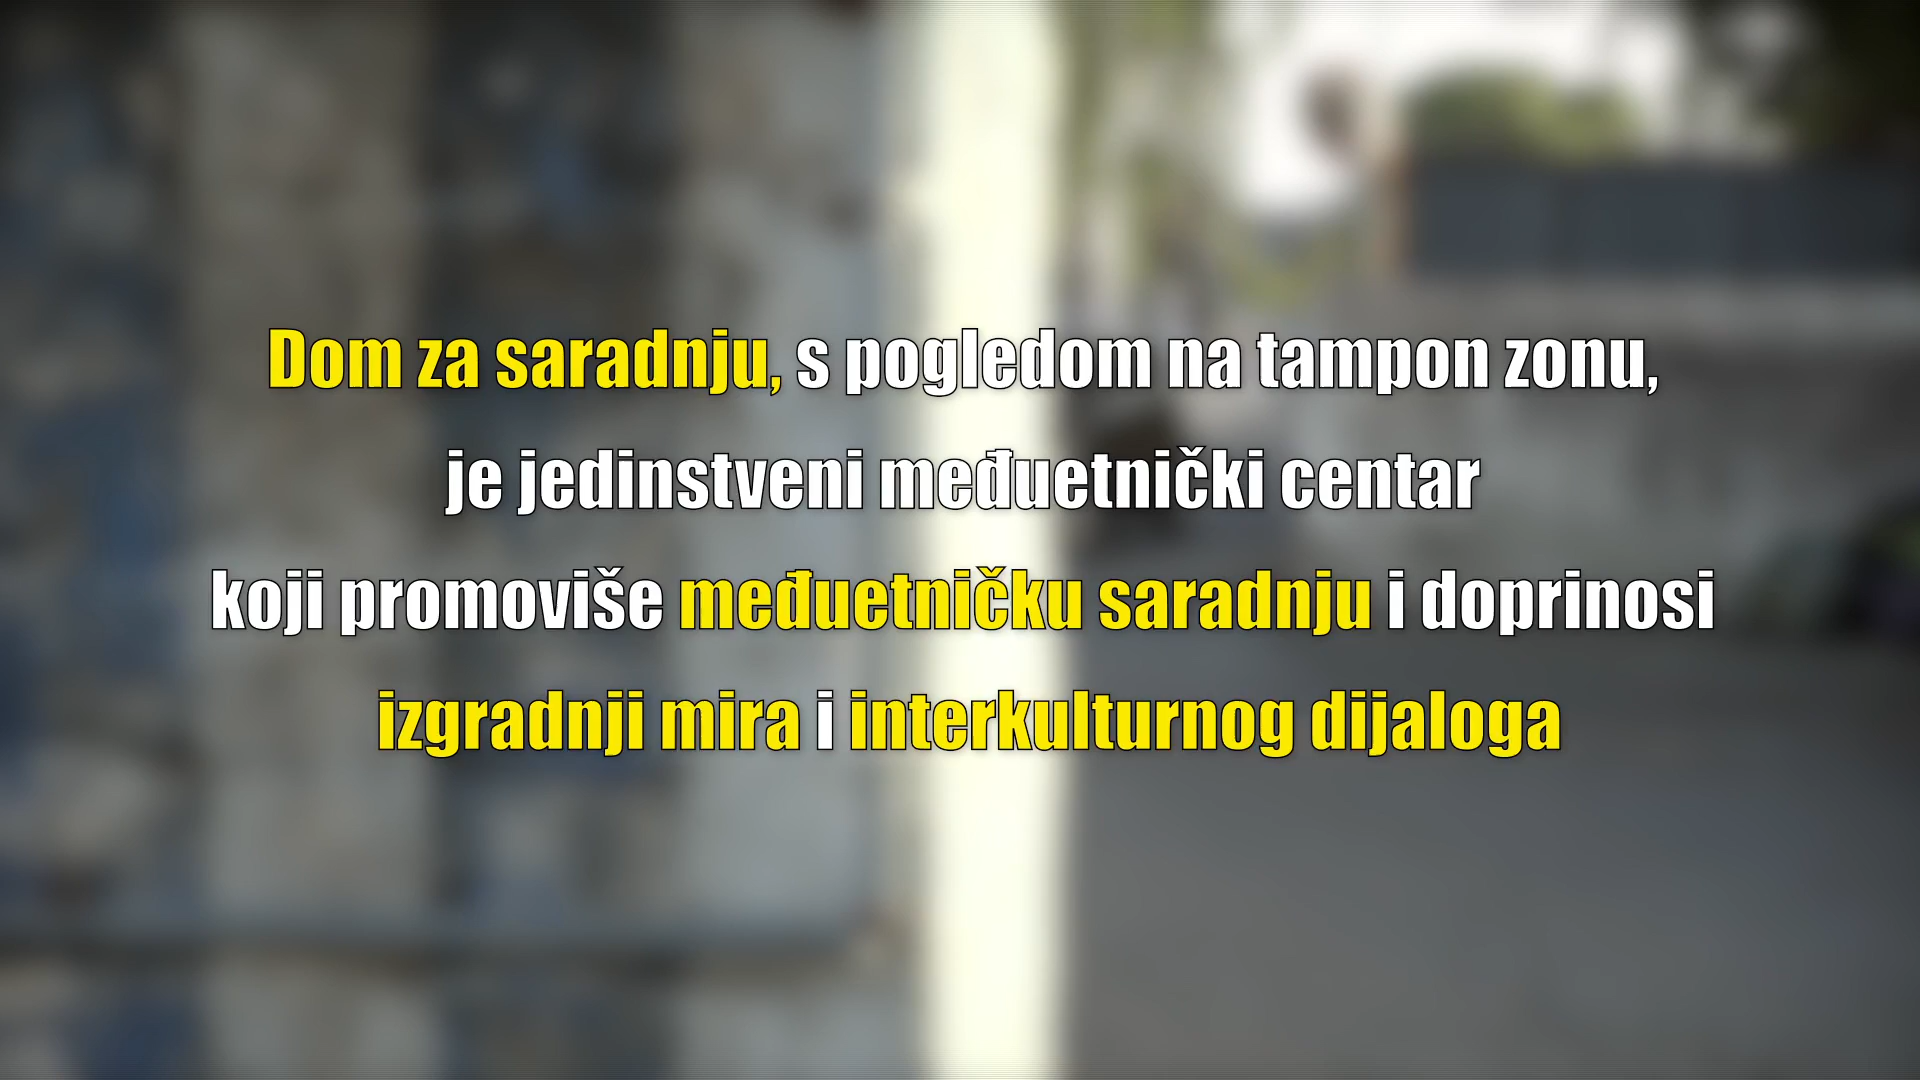 Dom za saradnju, s pogledom na tampon zonu,
je jedinstveni međuetnički centar
koji promoviše međuetničku saradnju i doprinosi
izgradnji mira i interkulturnog dijaloga